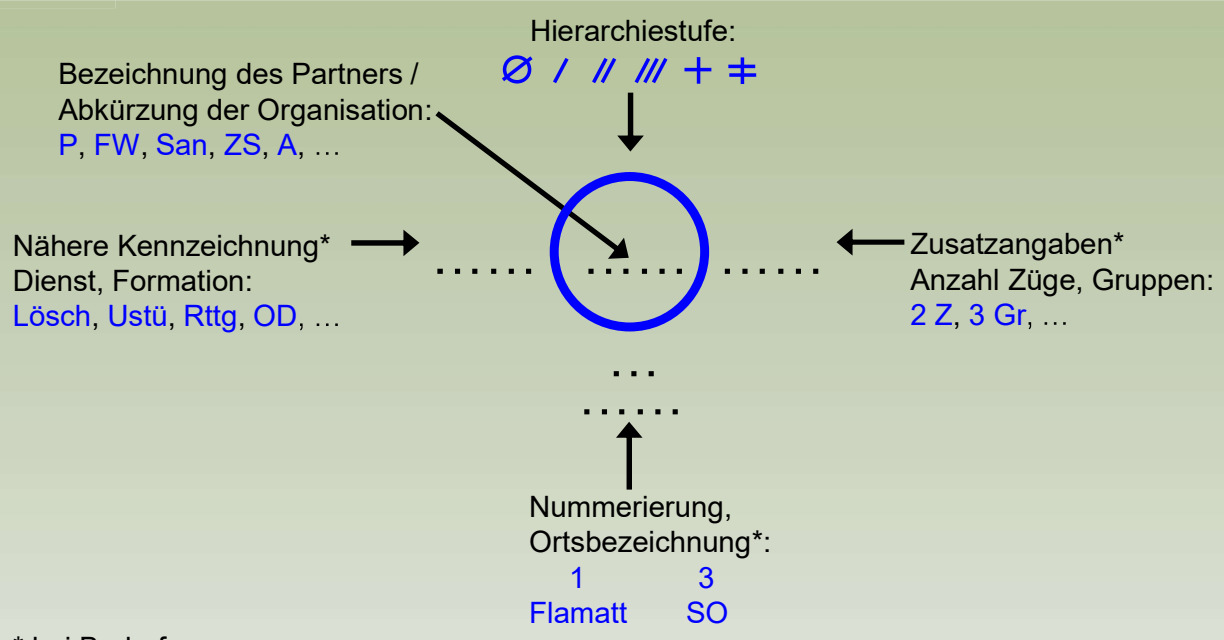 Hierarchiestufe:
Ø / // /// + ‡
Bezeichnung des Partners /
Abkürzung der Organisation:
P, FW, San, ZS, A, …
Nähere Kennzeichnung*
Dienst, Formation:
Lösch, Ustü, Rttg, OD, …
...... ...... ......
Zusatzangaben*
Anzahl Züge, Gruppen:
2 Z, 3 Gr, …
...
......
Nummerierung,
Ortsbezeichnung*:
1 3
Flamatt SO